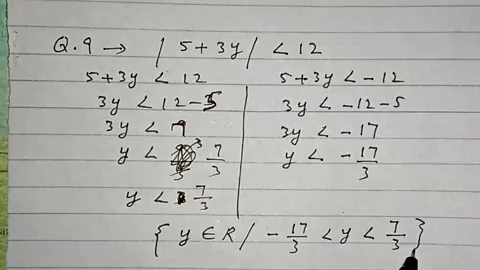 Q.9 → | 5 + 3y | < 12
5 + 3y < 12
3y < 12 - 5
3y < 7
y < 7/3
y < 7/3
5 + 3y < - 12
3y < - 12 - 5
3y < - 17
y < - 17/3
{ y ∈ R / - 17/3 < y < 7/3 }